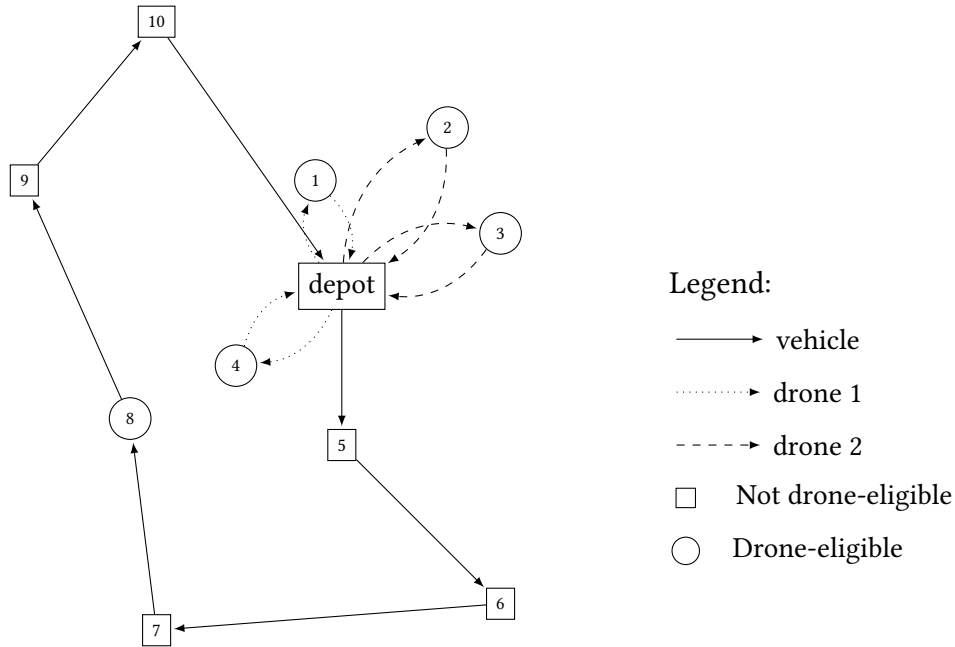 10
2
1
9
3
depot
4
8
5
6
7
Legend:
vehicle
drone 1
drone 2
Not drone-eligible
Drone-eligible